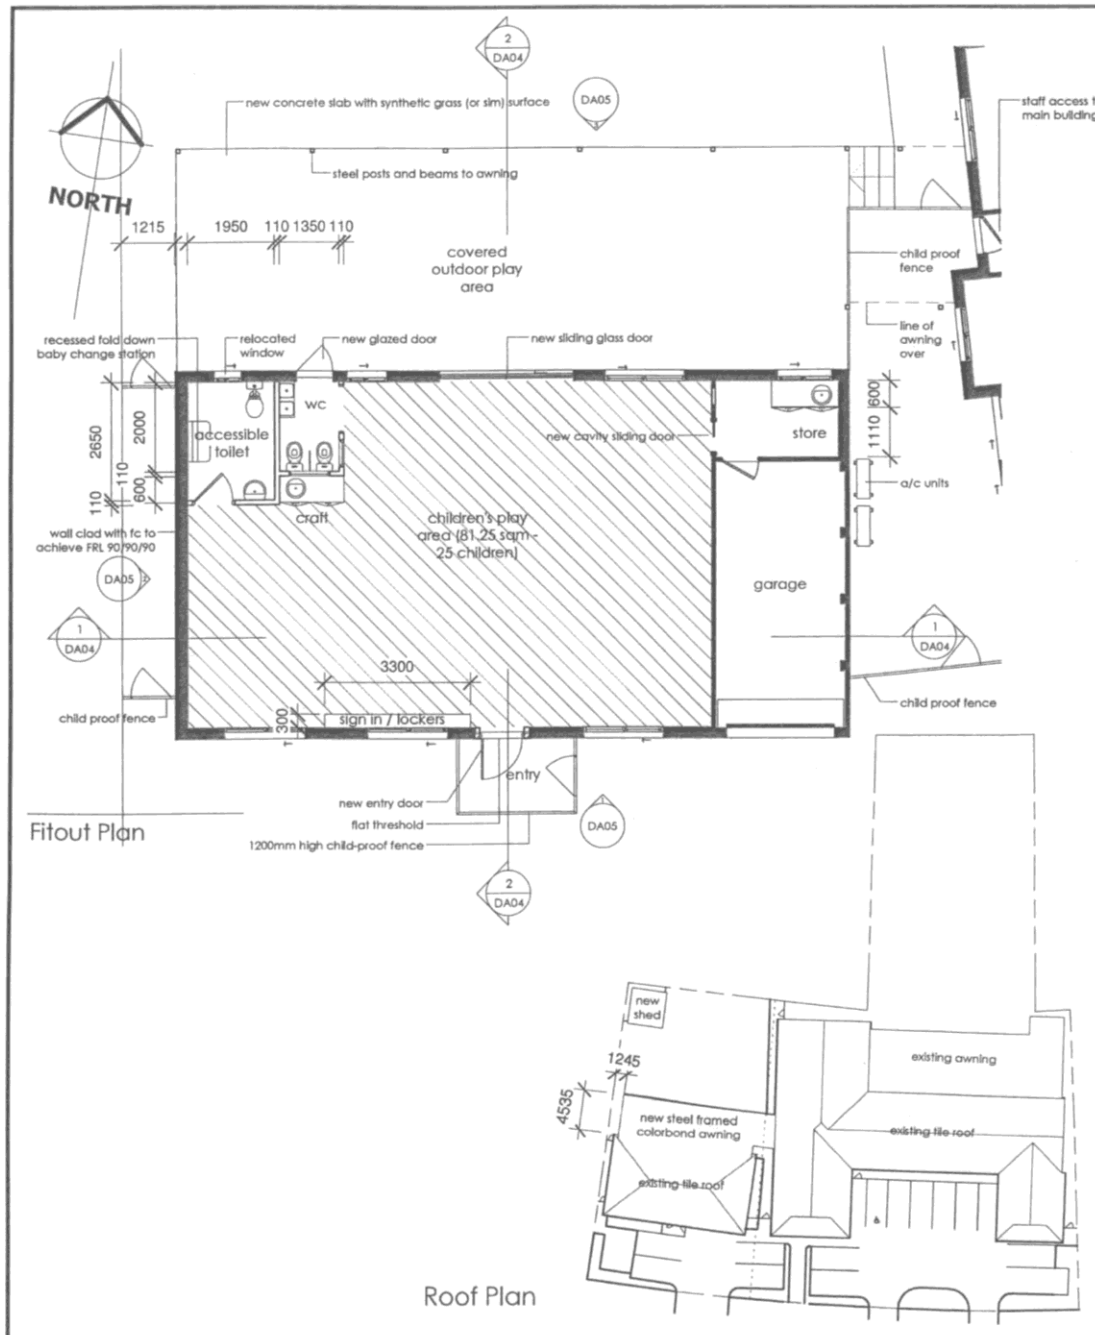 2
DA04
DA05
new concrete slab with synthetic grass (or sim) surface
staff access
main building
steel posts and beams to awning
NORTH
1215
1950
110 1350 110
covered
outdoor play
area
child proof
fence
recessed fold down
baby change station
relocated
window
new glazed door
new sliding glass door
line of
awning
over
wc
2650
2000
110
600
110
accessible
toilet
new cavity sliding door
store
600
1110
a/c units
craft
children's play
area (81.25 sqm -
25 children)
wall clad with fc to
achieve FRL 90/90/90
DA05
garage
1
DA04
1
DA04
3300
child proof fence
300
sign in / lockers
child proof
fence
new entry door
entry
flat threshold
DA05
1200mm high child-proof fence
Fitout Plan
2
DA04
new
shed
1245
4535
existing awning
new steel framed
colorbond awning
existing tile roof
existing tile roof
Roof Plan